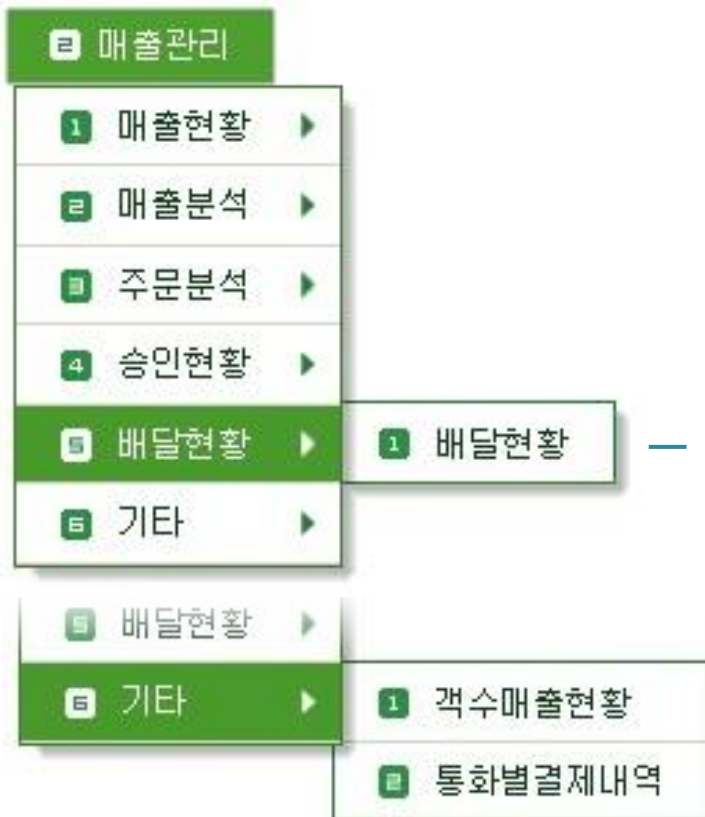 2 매출관리
1 매출현황
2 매출분석
3 주문분석
4 승인현황
5 배달현황
1 배달현황
6 기타
5 배달현황
6 기타
1 객수매출현황
2 통화별결제내역